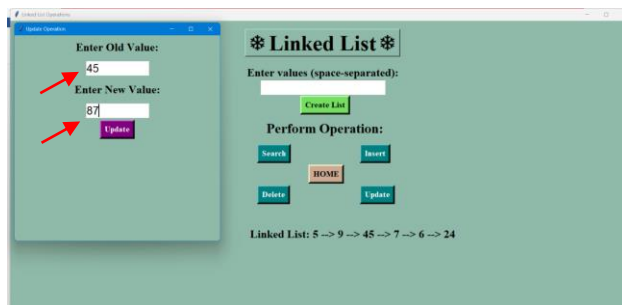 Linked List Operations
Update Operation
Enter Old Value:
45
Enter New Value:
87
Update
❄ Linked List ❄
Enter values (space-separated):
Create List
Perform Operation:
Search
Insert
HOME
Delete
Update
Linked List: 5 --> 9 --> 45 --> 7 --> 6 --> 24